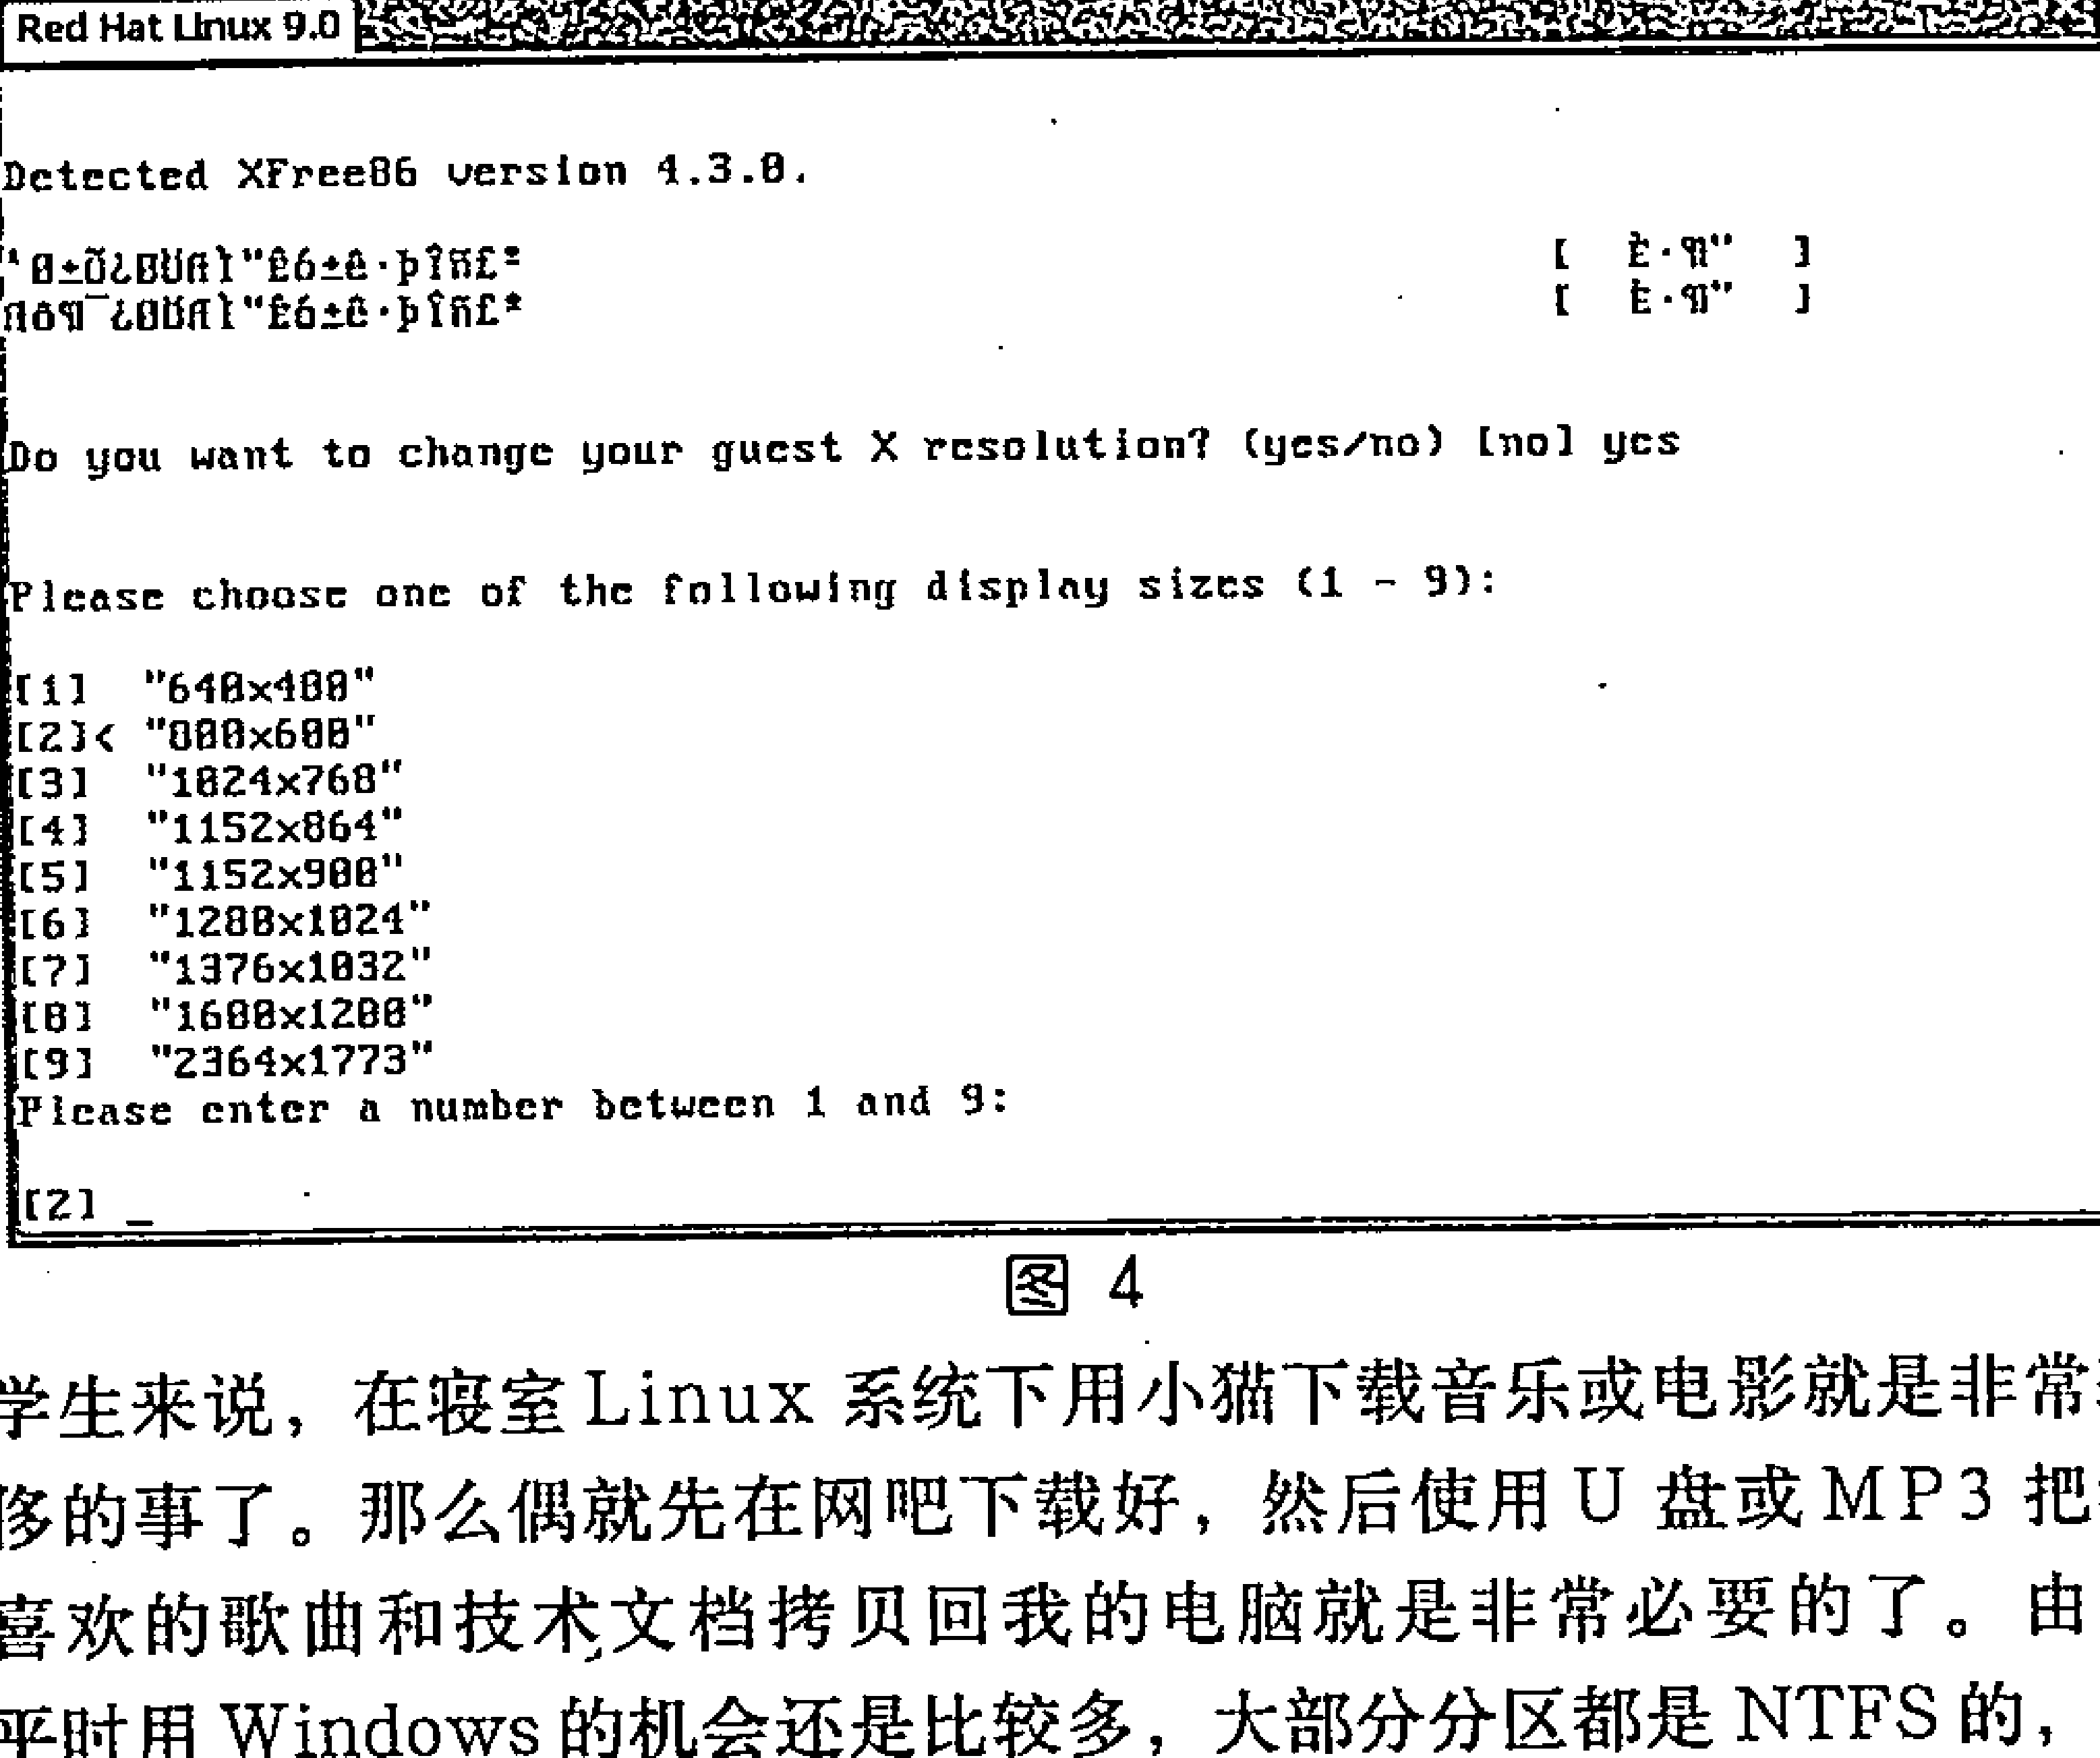 Red Hat Linux 9.0
Detected XFree86 version 4.3.0.
Do you want to change your guest X resolution? (yes/no) [no] yes
Please choose one of the following display sizes (1 - 9):
[1] "640x480"
[2]< "800x600"
[3] "1024x768"
[4] "1152x864"
[5] "1152x900"
[6] "1280x1024"
[7] "1376x1032"
[8] "1600x1200"
[9] "2364x1773"
Please enter a number between 1 and 9:
[2] _
图 4
学生来说，在寝室Linux 系统下用小猫下载音乐或电影就是非常
侈的事了。那么偶就先在网吧下载好，然后使用 U 盘或 MP3 把
喜欢的歌曲和技术文档拷贝回我的电脑就是非常必要的了。由
平时用 Windows 的机会还是比较多，大部分分区都是 NTFS 的，